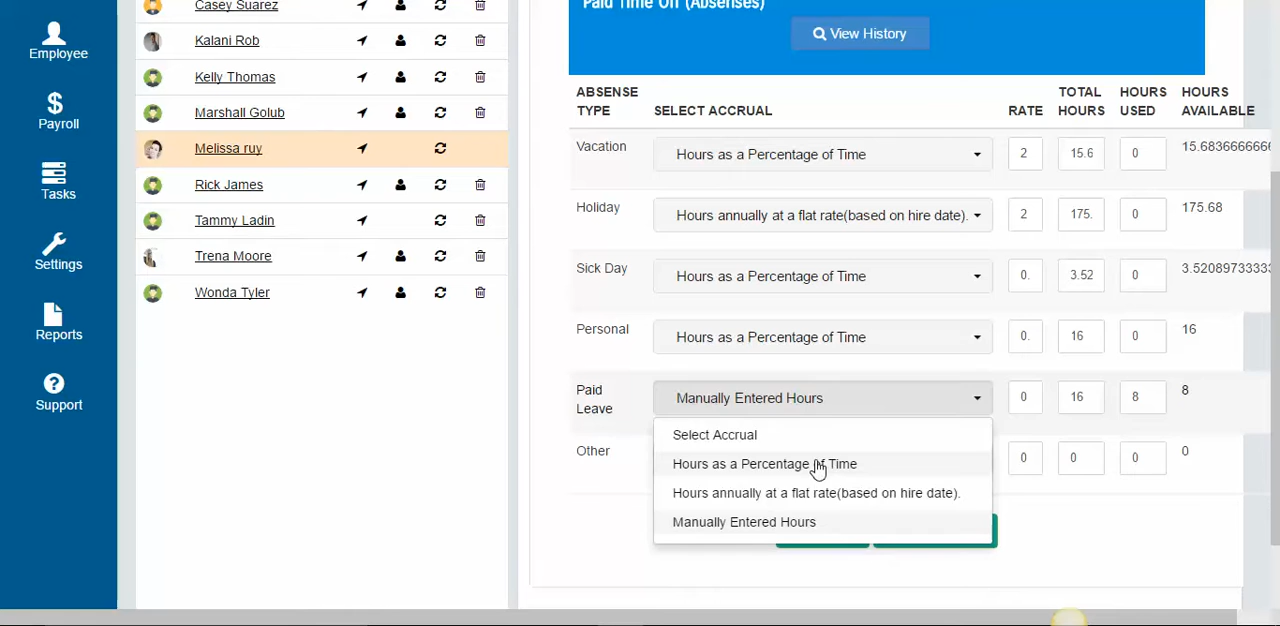 Employee
Payroll
Tasks
Settings
Reports
Support
Casey Suarez
Kalani Rob
Kelly Thomas
Marshall Golub
Melissa ruy
Rick James
Tammy Ladin
Trena Moore
Wonda Tyler
Paid Time Off (Absenses)
View History
ABSENSE TYPE SELECT ACCRUAL RATE TOTAL HOURS HOURS USED HOURS AVAILABLE
Vacation Hours as a Percentage of Time 2 15.6 0 15.6836666666
Holiday Hours annually at a flat rate(based on hire date). 2 175. 0 175.68
Sick Day Hours as a Percentage of Time 0. 3.52 0 3.52089733333
Personal Hours as a Percentage of Time 0. 16 0 16
Paid Leave Manually Entered Hours 0 16 8 8
Select Accrual
Other 0 0 0 0
Hours as a Percentage of Time
Hours annually at a flat rate(based on hire date).
Manually Entered Hours